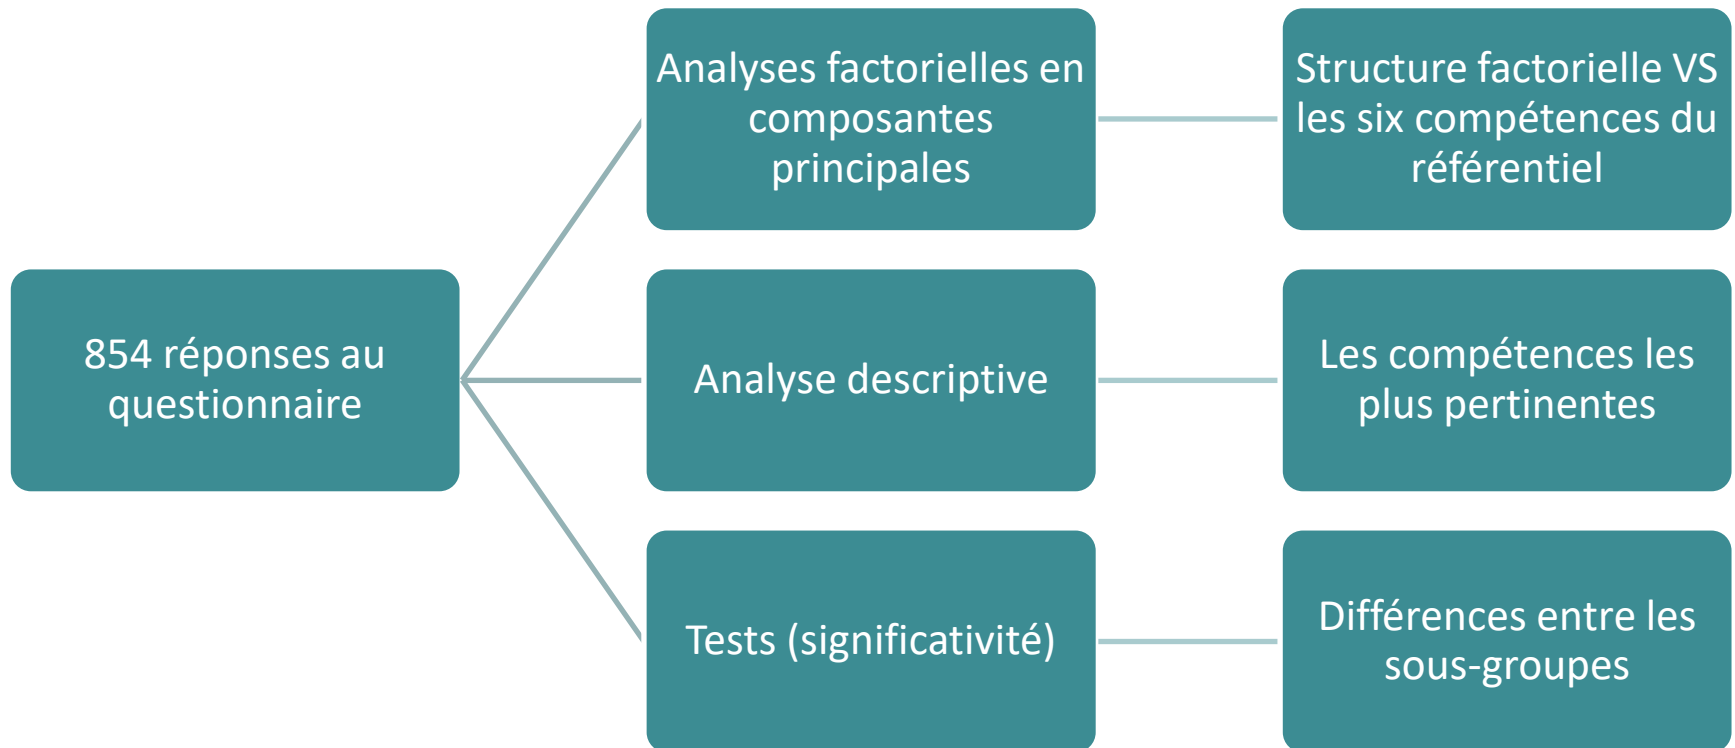 Analyses factorielles en
composantes
principales
Structure factorielle VS
les six compétences du
référentiel
854 réponses au
questionnaire
Analyse descriptive
Les compétences les
plus pertinentes
Tests (significativité)
Différences entre les
sous-groupes